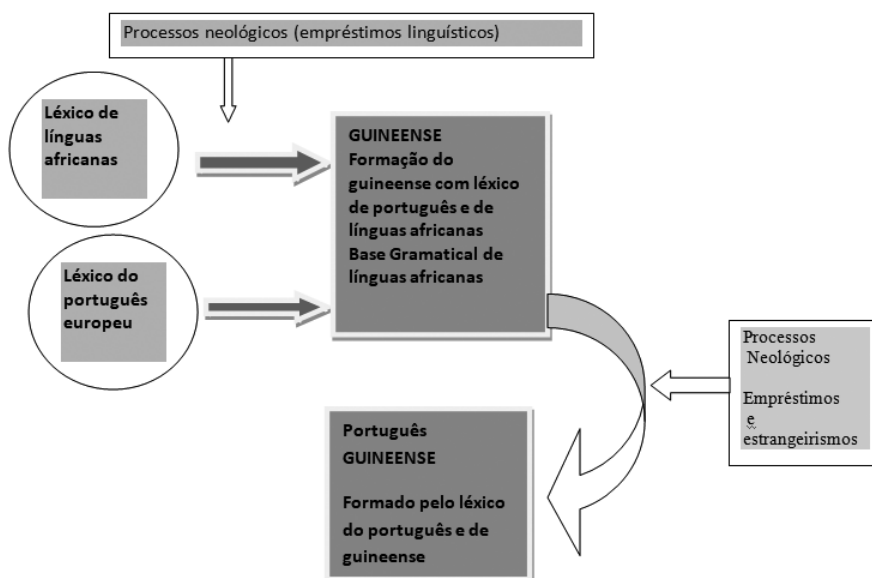 Processos neológicos (empréstimos linguísticos)
Léxico de
línguas
africanas
GUINEENSE
Formação do
guineense com léxico
de português e de
línguas africanas
Base Gramatical de
línguas africanas
Léxico do
português
europeu
Processos
Neológicos
Empréstimos
e
estrangeirismos
Português
GUINEENSE
Formado pelo léxico
do português e de
guineense